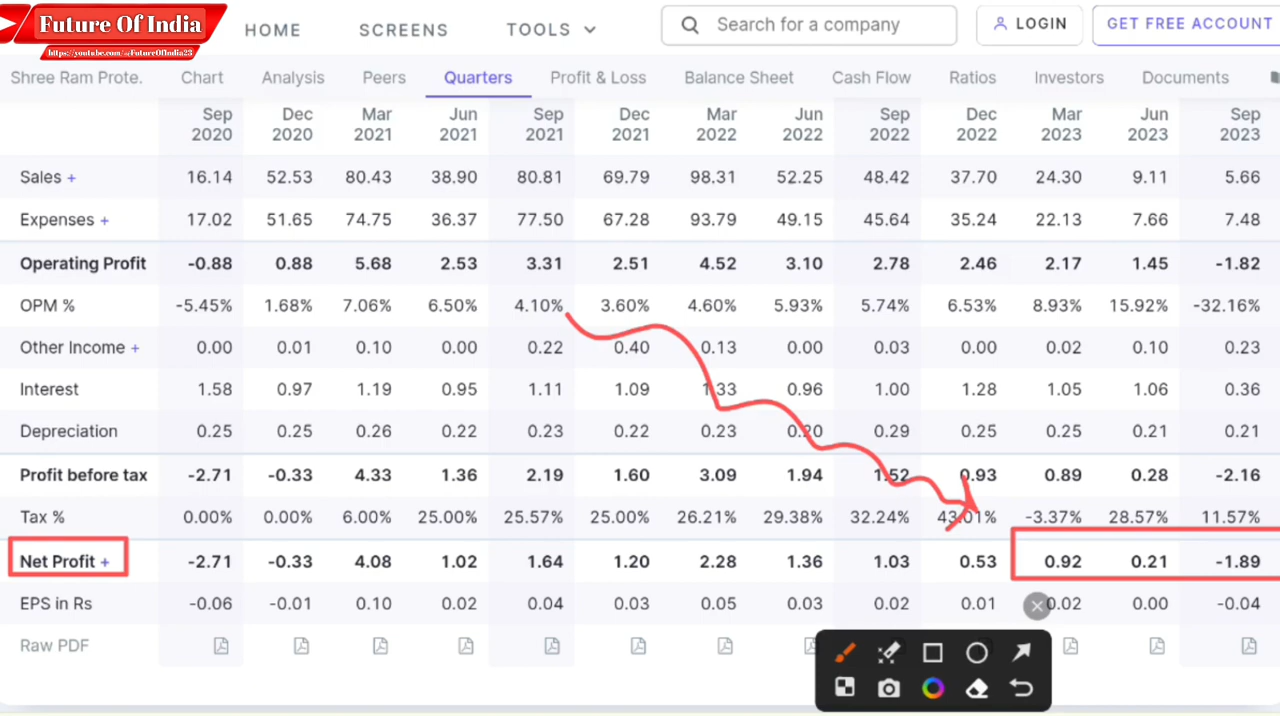 Future Of India
https://youtube.com/@FutureOfIndia23
HOME SCREENS TOOLS Search for a company LOGIN GET FREE ACCOUNT
Shree Ram Prote. Chart Analysis Peers Quarters Profit & Loss Balance Sheet Cash Flow Ratios Investors Documents
Sep 2020 Dec 2020 Mar 2021 Jun 2021 Sep 2021 Dec 2021 Mar 2022 Jun 2022 Sep 2022 Dec 2022 Mar 2023 Jun 2023 Sep 2023
Sales + 16.14 52.53 80.43 38.90 80.81 69.79 98.31 52.25 48.42 37.70 24.30 9.11 5.66
Expenses + 17.02 51.65 74.75 36.37 77.50 67.28 93.79 49.15 45.64 35.24 22.13 7.66 7.48
Operating Profit -0.88 0.88 5.68 2.53 3.31 2.51 4.52 3.10 2.78 2.46 2.17 1.45 -1.82
OPM % -5.45% 1.68% 7.06% 6.50% 4.10% 3.60% 4.60% 5.93% 5.74% 6.53% 8.93% 15.92% -32.16%
Other Income + 0.00 0.01 0.10 0.00 0.22 0.40 0.13 0.00 0.03 0.00 0.02 0.10 0.23
Interest 1.58 0.97 1.19 0.95 1.11 1.09 1.33 0.96 1.00 1.28 1.05 1.06 0.36
Depreciation 0.25 0.25 0.26 0.22 0.23 0.22 0.23 0.20 0.29 0.25 0.25 0.21 0.21
Profit before tax -2.71 -0.33 4.33 1.36 2.19 1.60 3.09 1.94 1.52 0.93 0.89 0.28 -2.16
Tax % 0.00% 0.00% 6.00% 25.00% 25.57% 25.00% 26.21% 29.38% 32.24% 43.01% -3.37% 28.57% 11.57%
Net Profit + -2.71 -0.33 4.08 1.02 1.64 1.20 2.28 1.36 1.03 0.53 0.92 0.21 -1.89
EPS in Rs -0.06 -0.01 0.10 0.02 0.04 0.03 0.05 0.03 0.02 0.01 0.02 0.00 -0.04
Raw PDF